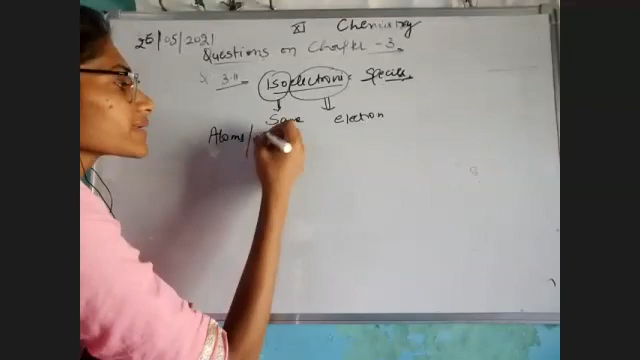 XI Chemistry
25/05/2021
Questions on Chapter - 3.
3.11 Isoelectronic Species
Same Electron
Atoms/